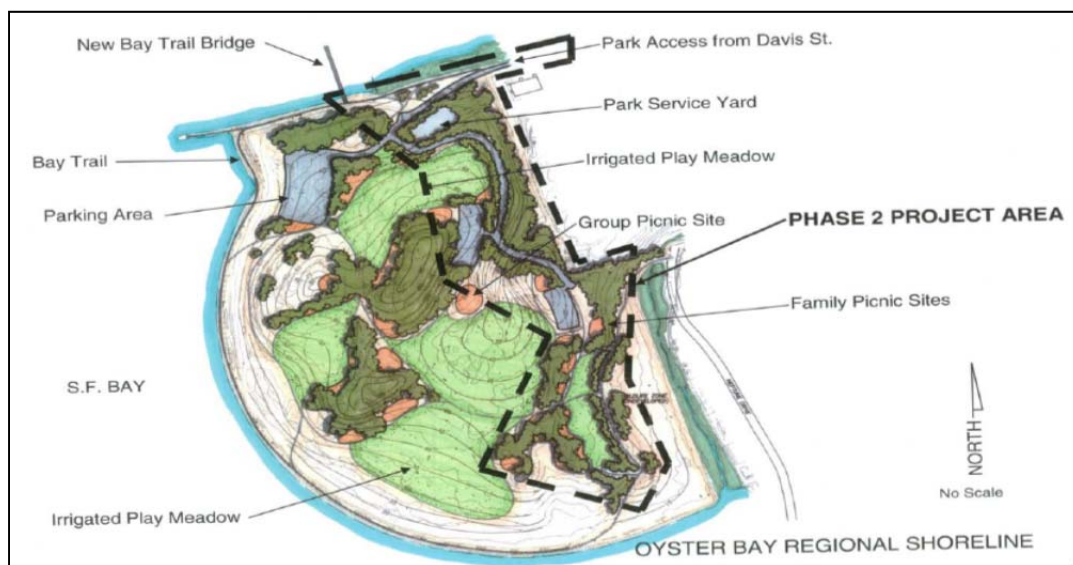 New Bay Trail Bridge
Park Access from Davis St.
Park Service Yard
Bay Trail
Irrigated Play Meadow
Parking Area
Group Picnic Site
PHASE 2 PROJECT AREA
Family Picnic Sites
S.F. BAY
NORTH
No Scale
Irrigated Play Meadow
OYSTER BAY REGIONAL SHORELINE